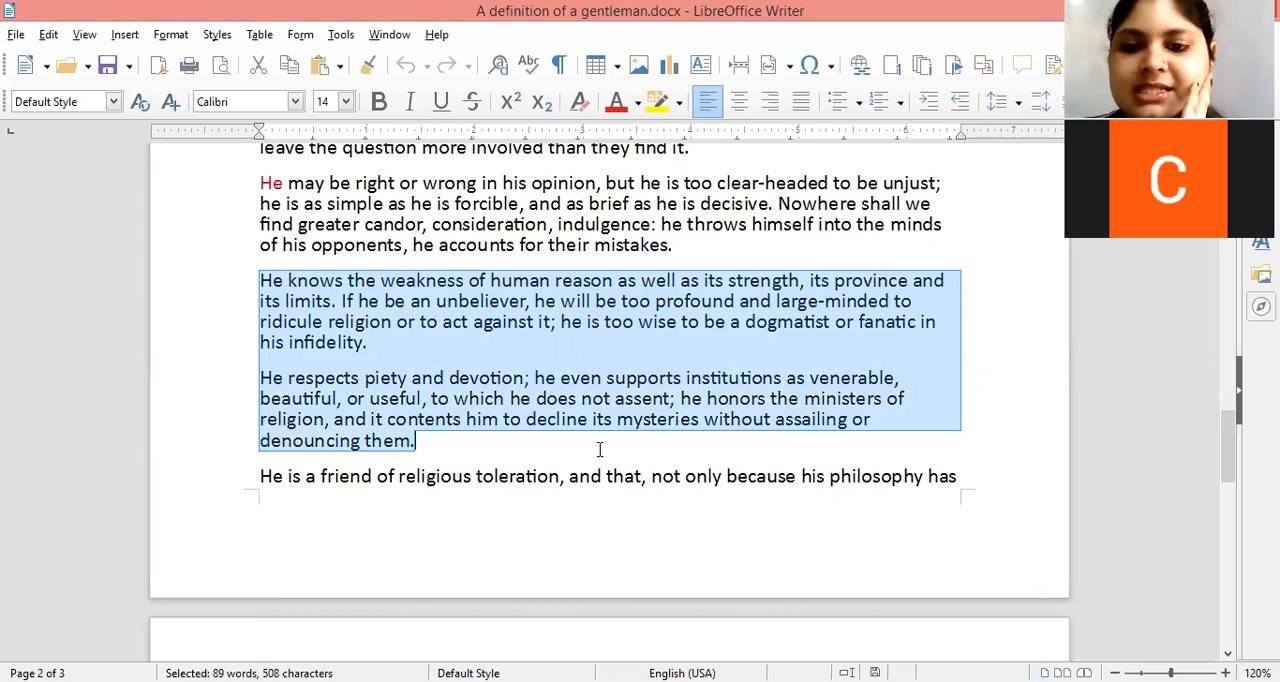 A definition of a gentleman.docx - LibreOffice Writer
File Edit View Insert Format Styles Table Form Tools Window Help
Default Style Calibri 14
leave the question more involved than they find it.
He may be right or wrong in his opinion, but he is too clear-headed to be unjust;
he is as simple as he is forcible, and as brief as he is decisive. Nowhere shall we
find greater candor, consideration, indulgence: he throws himself into the minds
of his opponents, he accounts for their mistakes.
He knows the weakness of human reason as well as its strength, its province and
its limits. If he be an unbeliever, he will be too profound and large-minded to
ridicule religion or to act against it; he is too wise to be a dogmatist or fanatic in
his infidelity.
He respects piety and devotion; he even supports institutions as venerable,
beautiful, or useful, to which he does not assent; he honors the ministers of
religion, and it contents him to decline its mysteries without assailing or
denouncing them.
He is a friend of religious toleration, and that, not only because his philosophy has
Page 2 of 3 Selected: 89 words, 508 characters Default Style English (USA) 120%
C